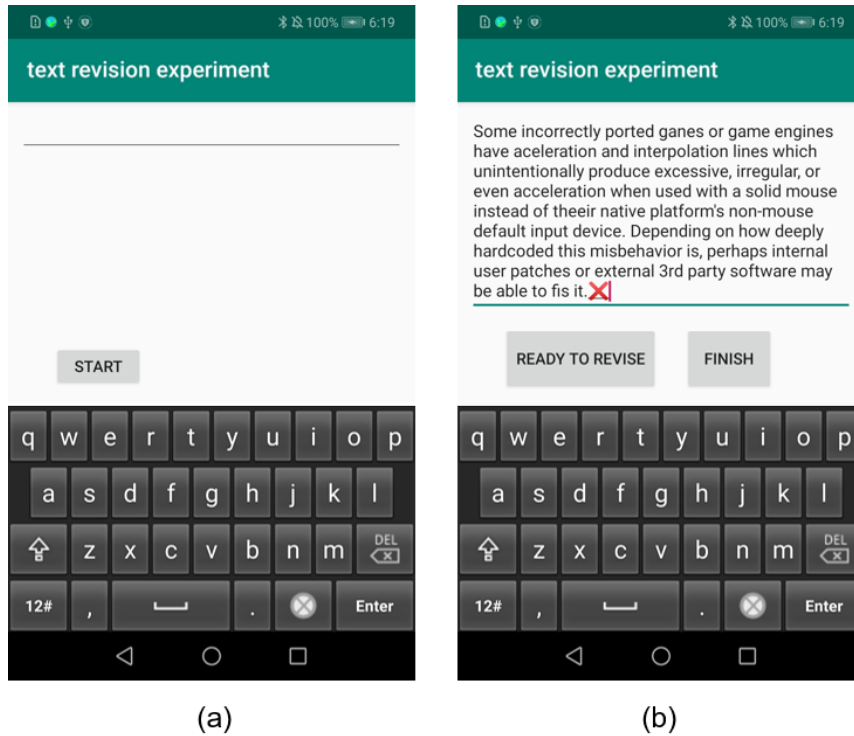 100% 6:19
text revision experiment
START
q w e r t y u i o p
a s d f g h j k l
z x c v b n m DEL
12# , . Enter
(a)
100% 6:19
text revision experiment
Some incorrectly ported ganes or game engines
have aceleration and interpolation lines which
unintentionally produce excessive, irregular, or
even acceleration when used with a solid mouse
instead of theeir native platform's non-mouse
default input device. Depending on how deeply
hardcoded this misbehavior is, perhaps internal
user patches or external 3rd party software may
be able to fis it.
READY TO REVISE FINISH
q w e r t y u i o p
a s d f g h j k l
z x c v b n m DEL
12# , . Enter
(b)